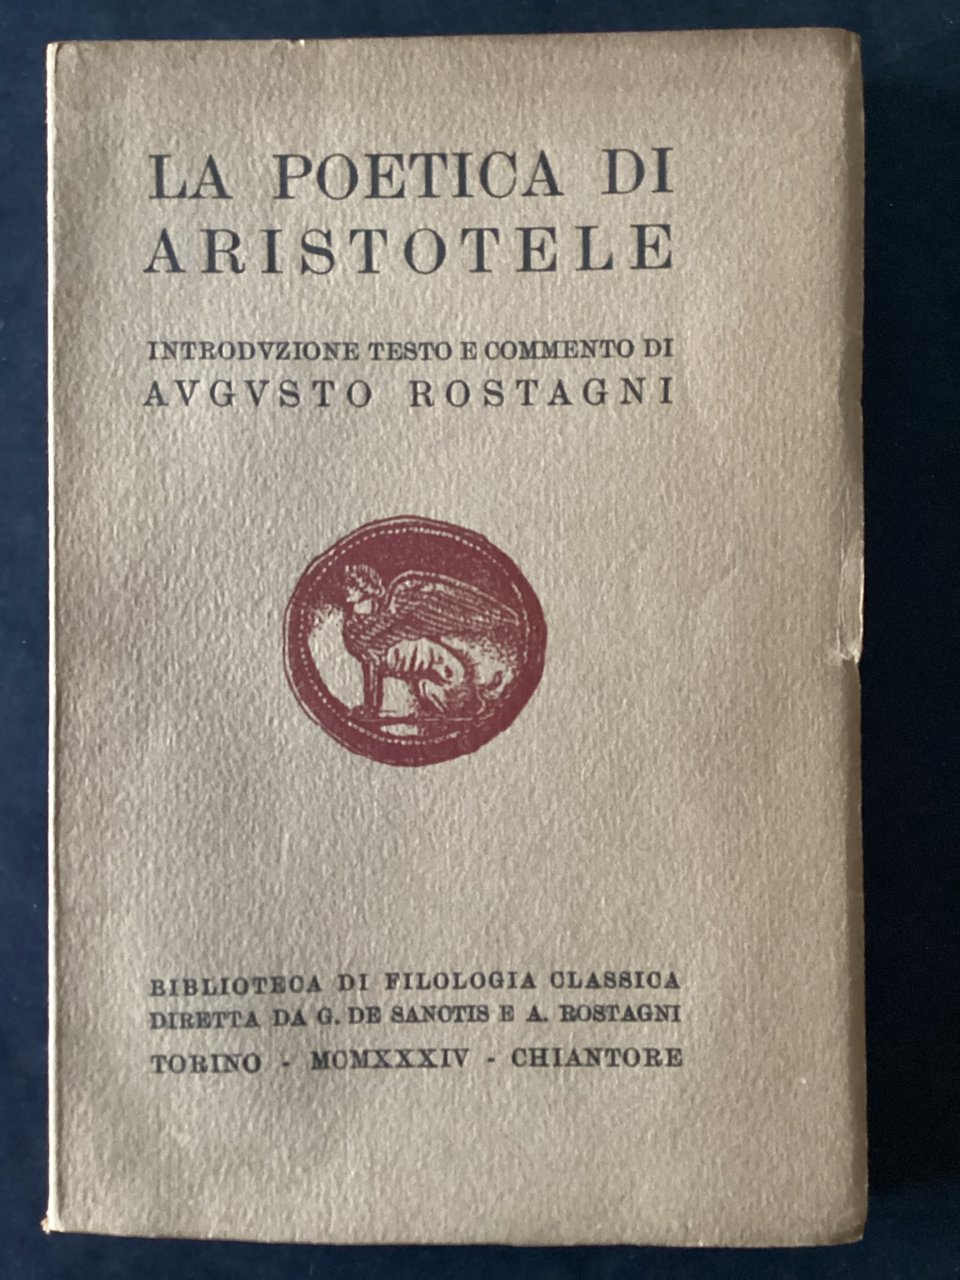 LA POETICA DI
ARISTOTELE
INTRODVZIONE TESTO E COMMENTO DI
AVGVSTO ROSTAGNI
BIBLIOTECA DI FILOLOGIA CLASSICA
DIRETTA DA G. DE SANCTIS E A. ROSTAGNI
TORINO - MCMXXXIV - CHIANTORE